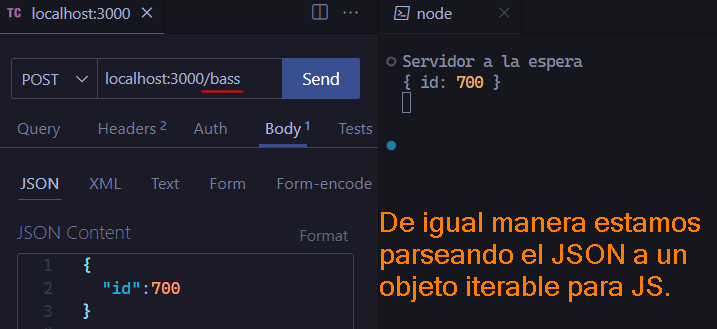 TC localhost:3000
node
POST localhost:3000/bass Send
Query Headers 2 Auth Body 1 Tests
JSON XML Text Form Form-encode
JSON Content Format
1 {
2 "id":700
3 }
Servidor a la espera
{ id: 700 }
De igual manera estamos
parseando el JSON a un
objeto iterable para JS.